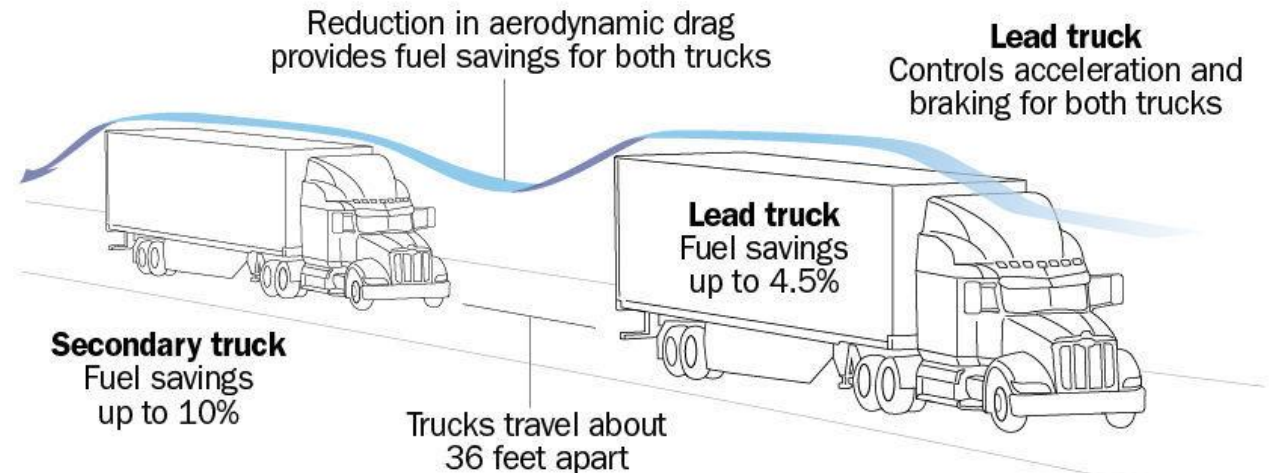 Reduction in aerodynamic drag
provides fuel savings for both trucks
Lead truck
Controls acceleration and
braking for both trucks
Lead truck
Fuel savings
up to 4.5%
Secondary truck
Fuel savings
up to 10%
Trucks travel about
36 feet apart